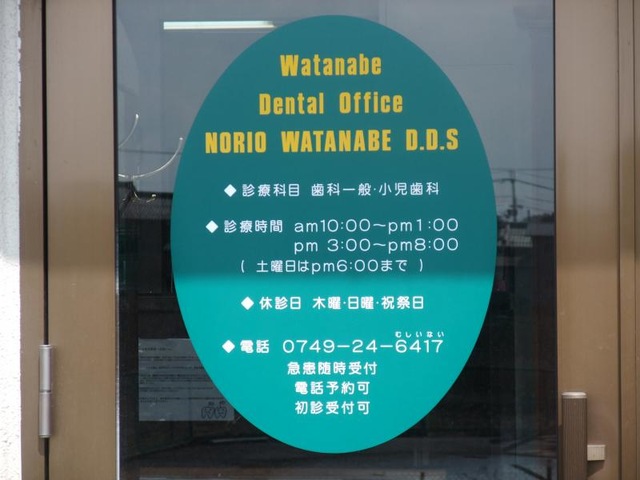 Watanabe
Dental Office
NORIO WATANABE D.D.S
◆ 診療科目 歯科一般・小児歯科
◆ 診療時間 am10:00～pm1:00
pm 3:00～pm8:00
( 土曜日はpm6:00まで )
◆ 休診日 木曜・日曜・祝祭日
むしいない
◆ 電話 0749-24-6417
急患随時受付
電話予約可
初診受付可